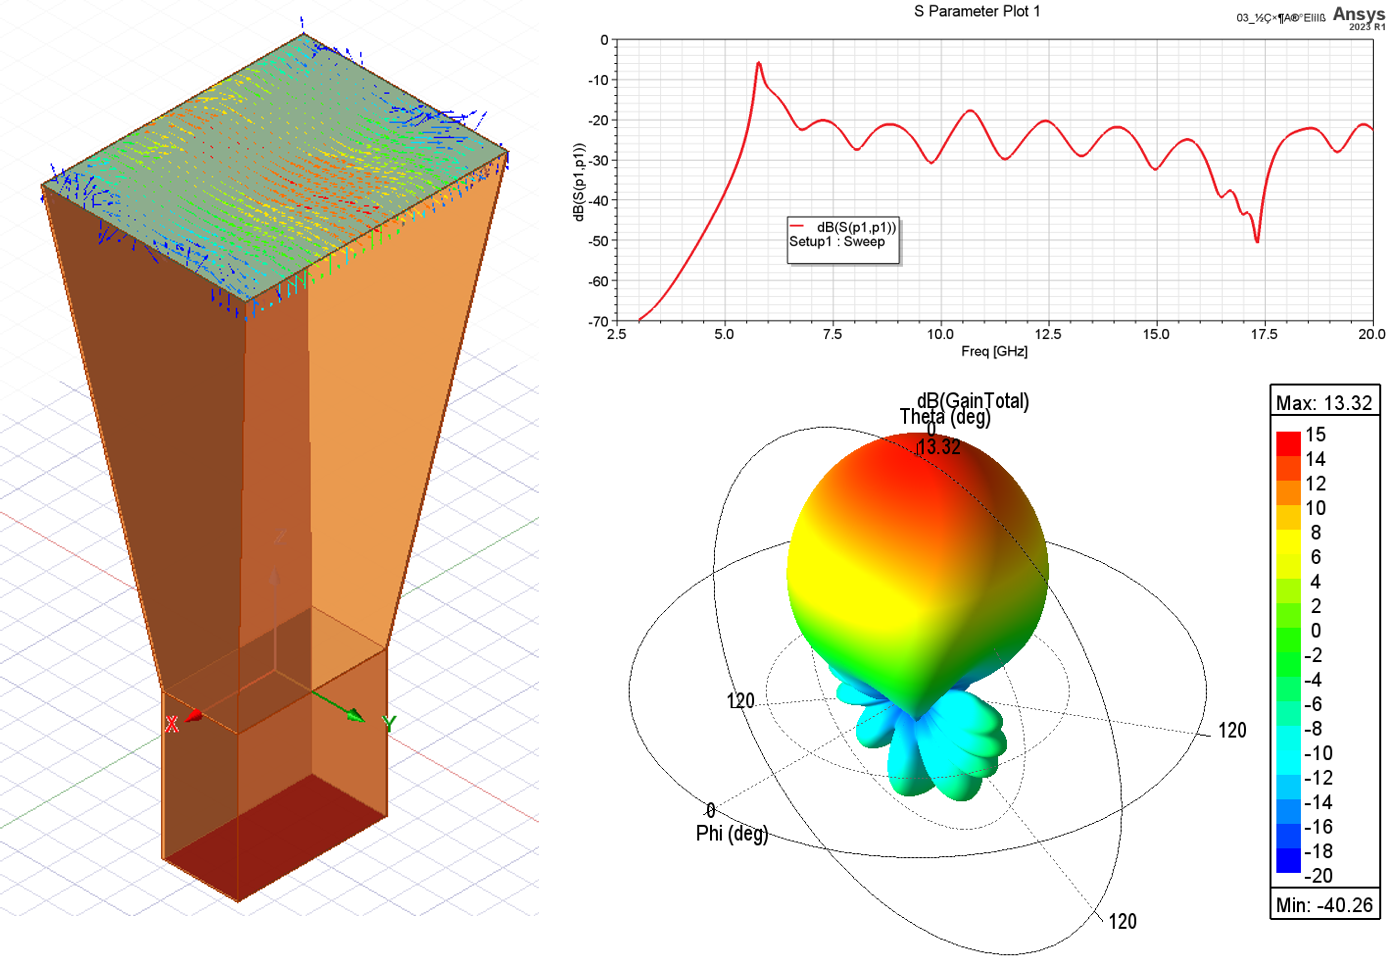 S Parameter Plot 1
03_½Ç×¶
Ansys
2023 R1
0
-10
-20
-30
-40
-50
-60
-70
dB(S(p1,p1))
dB(S(p1,p1))
Setup1 : Sweep
2.5 5.0 7.5 10.0 12.5 15.0 17.5 20.0
Freq [GHz]
X
Y
dB(GainTotal)
Theta (deg)
0
13.32
120
120
0
Phi (deg)
120
Max: 13.32
15
14
12
10
8
6
4
2
0
-2
-4
-6
-8
-10
-12
-14
-16
-18
-20
Min: -40.26